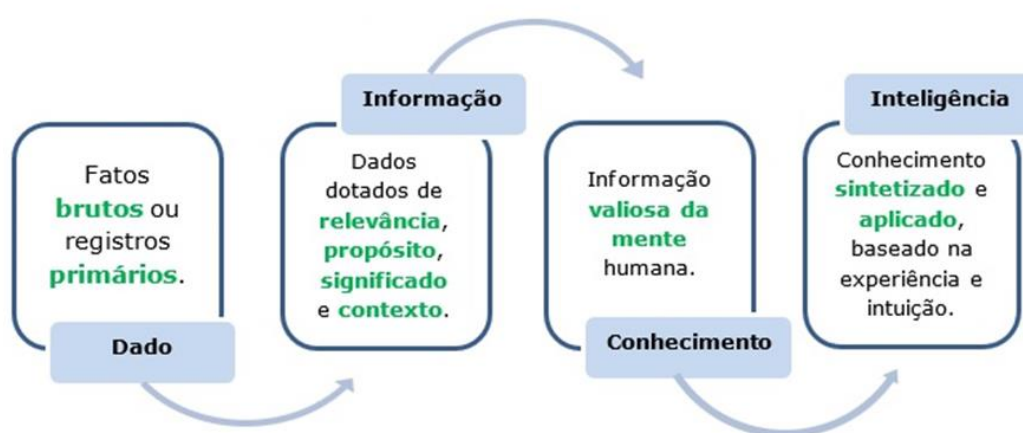 Fatos
brutos ou
registros
primários.
Dado
Informação
Dados
dotados de
relevância,
propósito,
significado
e contexto.
Informação
valiosa da
mente
humana.
Conhecimento
Inteligência
Conhecimento
sintetizado e
aplicado,
baseado na
experiência e
intuição.